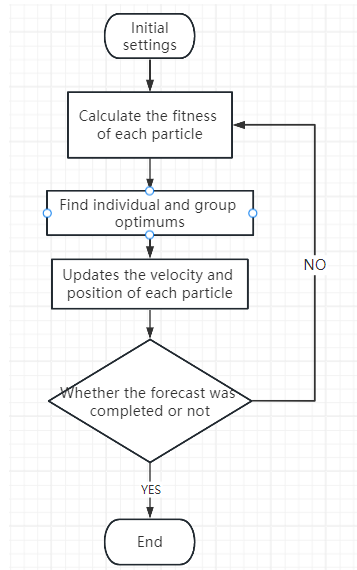 Initial
settings
Calculate the fitness
of each particle
Find individual and group
optimums
Updates the velocity and
position of each particle
NO
Whether the forecast was
completed or not
YES
End